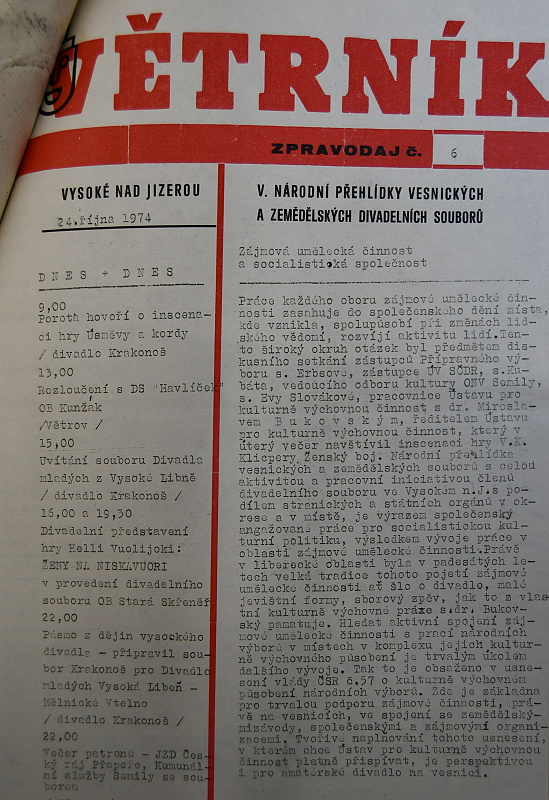 VĚTRNÍK
ZPRAVODAJ č. 6
VYSOKÉ NAD JIZEROU
24.října 1974
D N E S + D N E S
9,00
Porota hovoří o inscena-
ci hry Úsměvy a kordy
/ divadlo Krakonoš
13,00
Rozloučení s DS "Havlíček"
OB Kunžak
/Větrov /
15,00
Uvítání souboru Divadla
mladých z Vysoké Libně
/ divadlo Krakonoš /
16,00 a 19,30
Divadelní představení
hry Helli Vuolijoki:
ŽENY NA NISKAVUORI
v provedení divadelního
souboru OB Stará Skřeněř
22,00
Pásmo z dějin vysockého
divadla - připravil sou-
bor Krakonoš pro Divadlo
mladých Vysoká Libeň -
Mělnické Vtelno
/ divadlo Krakonoš /
22,00
Večer patronů - JZD Čes-
ký ráj Přepeře, Kumunál-
ní služby Semily se sou-
borem
V. NÁRODNÍ PŘEHLÍDKY VESNICKÝCH
A ZEMĚDĚLSKÝCH DIVADELNÍCH SOUBORŮ
Zájmová umělecká činnost
a socialistická společnost
Práce každého oboru zájmové umělecké čin-
nosti zasahuje do společenského dění místa,
kde vznikla, spolupůsobí při změnách lid-
ského vědomí, rozvíjí aktivitu lidí.Ten-
to široký okruh otázek byl předmětem dis-
kusního setkání zástupců Přípravného vý-
boru s. Erbsové, zástupce ÚV SČDR, s.Ku-
báta, vedoucího odboru kultury ONV Semily,
s. Evy Slovákové, pracovnice Ústavu pro
kulturně výchovnou činnost s dr. Mirosla-
vem B u k o v s k ý m, ředitelem Ústavu
pro kulturně výchovnou činnost, který v
úterý večer navštívil inscenaci hry V.K.
Klicpery Ženský boj. Národní přehlídka
vesnických a zemědělských souborů s celou
aktivitou a pracovní iniciativou členů
divadelního souboru ve Vysokém n.J.s po-
dílem stranických a státních orgánů v ok-
rese a v místě, je výrazem společensky
angažované práce pro socialistickou kul-
turní politiku, výsledkem vývoje práce v
oblasti zájmové umělecké činnosti.Právě
v liberecké oblasti byla v padesátých le-
tech velká tradice tohoto pojetí zájmové
umělecké činnosti ať šlo o divadlo, malé
jevištní formy, sborový zpěv, jak to z vlas-
tní kulturně výchovné práxe s.dr. Bukov-
ský pamatuje. Hledat aktivní spojení záj-
mové umělecké činnosti s prací národních
výborů v místech v komplexu jejich kultur-
ně výchovného působení je trvalým úkolem
dalšího vývoje. Tak to je obsaženo v usne-
sení vlády ČSR č.57 o kulturně výchovném
působení národních výborů. Zde je základna
pro trvalou podporu zájmové činnosti, prá-
vě na vesnicích, ve spojení se zemědělský-
mizávody, společenskými a zájmovými organi-
zacemi. Tvořivé naplňování tohoto usnesení,
v kterém chce Ústav pro kulturně výchovnou
činnost platně přispívat, je perspektivou
i pro amatérské divadlo na vesnici.